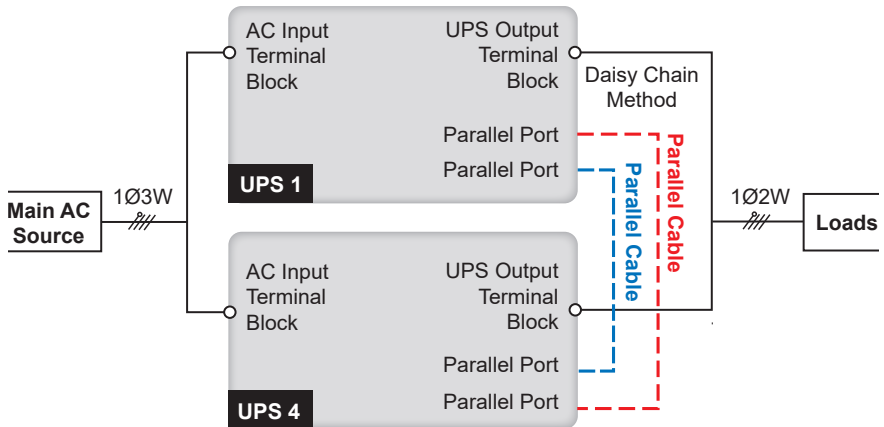 AC Input
Terminal
Block
UPS Output
Terminal
Block
Daisy Chain
Method
Parallel Port
Parallel Port
UPS 1
Parallel Cable
Parallel Cable
Main AC
Source
1Ø3W
1Ø2W
Loads
AC Input
Terminal
Block
UPS Output
Terminal
Block
Parallel Port
Parallel Port
UPS 4